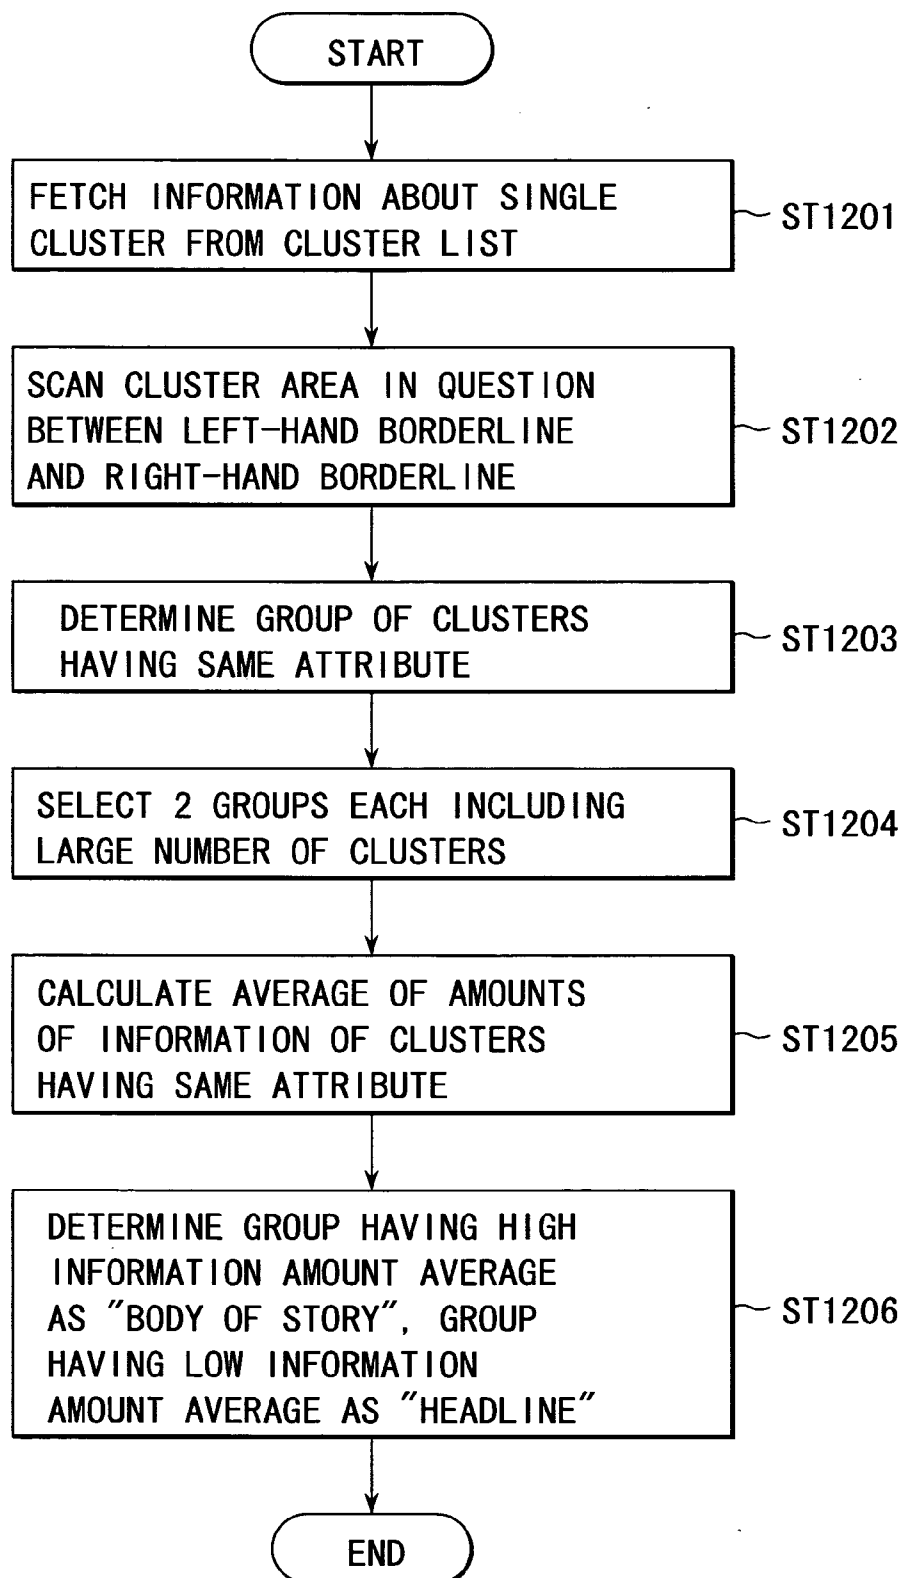 START
FETCH INFORMATION ABOUT SINGLE
CLUSTER FROM CLUSTER LIST
ST1201
SCAN CLUSTER AREA IN QUESTION
BETWEEN LEFT-HAND BORDERLINE
AND RIGHT-HAND BORDERLINE
ST1202
DETERMINE GROUP OF CLUSTERS
HAVING SAME ATTRIBUTE
ST1203
SELECT 2 GROUPS EACH INCLUDING
LARGE NUMBER OF CLUSTERS
ST1204
CALCULATE AVERAGE OF AMOUNTS
OF INFORMATION OF CLUSTERS
HAVING SAME ATTRIBUTE
ST1205
DETERMINE GROUP HAVING HIGH
INFORMATION AMOUNT AVERAGE
AS "BODY OF STORY", GROUP
HAVING LOW INFORMATION
AMOUNT AVERAGE AS "HEADLINE"
ST1206
END